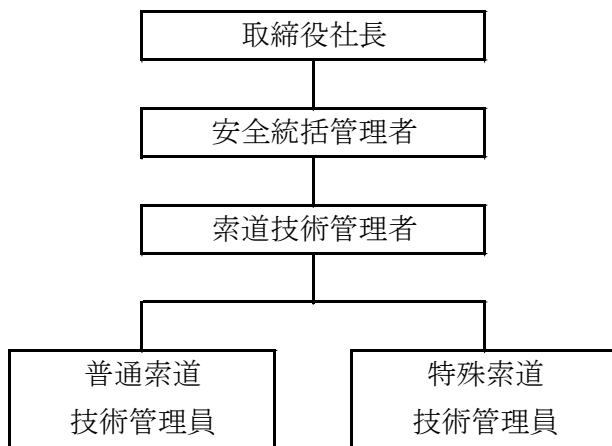 取締役社長
安全統括管理者
索道技術管理者
普通索道
技術管理員
特殊索道
技術管理員